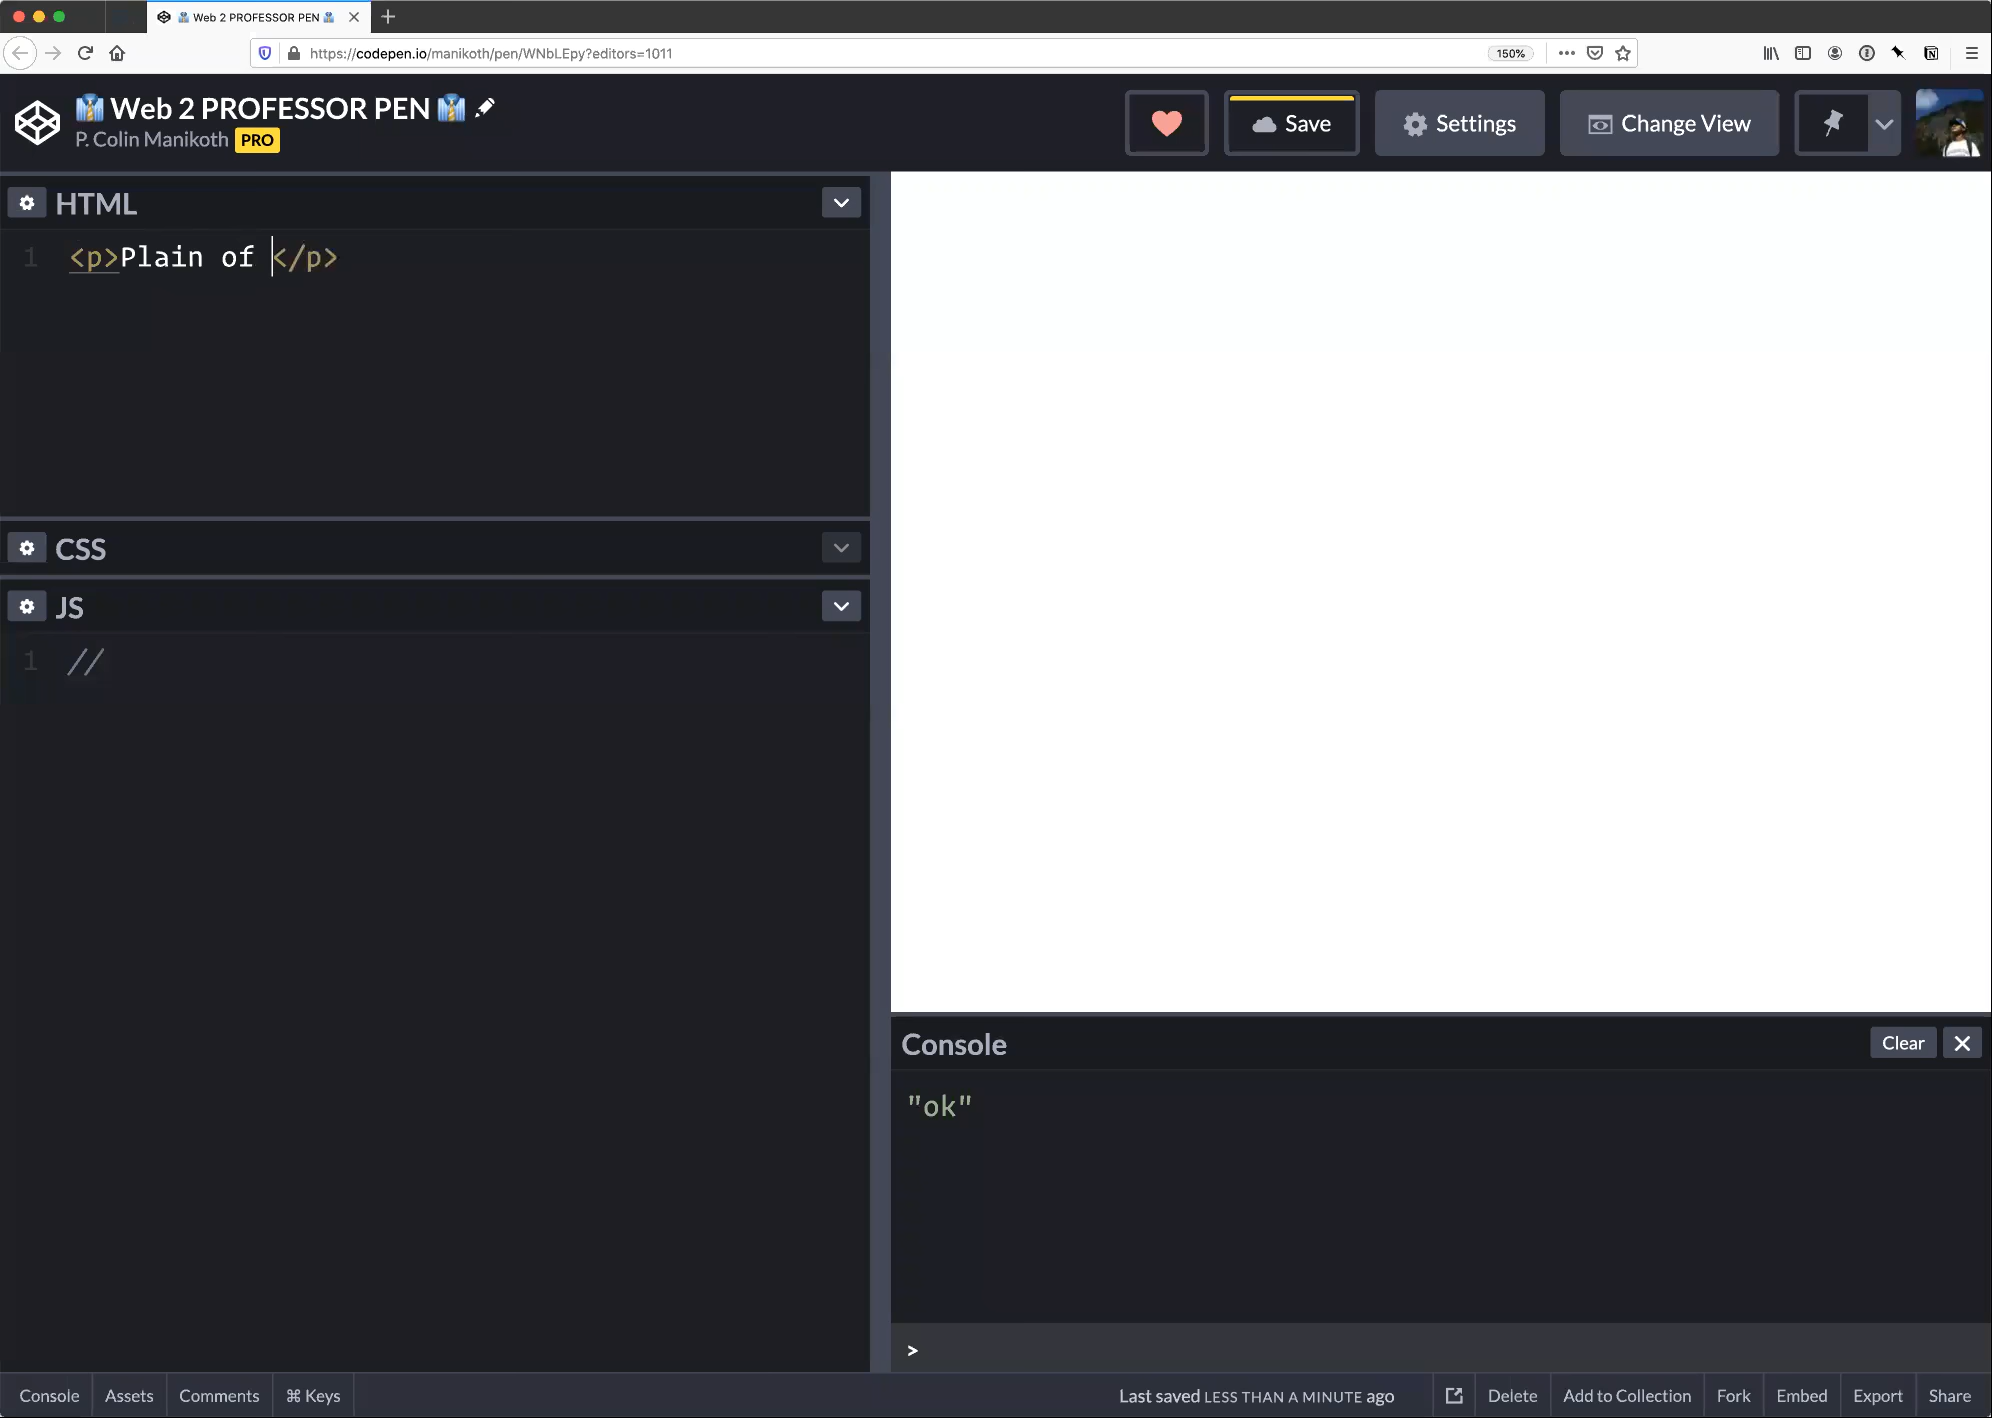 Web 2 PROFESSOR PEN
https://codepen.io/manikoth/pen/WNbLEpy?editors=1011
150%
Web 2 PROFESSOR PEN
P. Colin Manikoth PRO
Save
Settings
Change View
HTML
1 <p>Plain of </p>
CSS
JS
1 //
Console
Clear
"ok"
>
Console
Assets
Comments
⌘ Keys
Last saved LESS THAN A MINUTE ago
Delete
Add to Collection
Fork
Embed
Export
Share